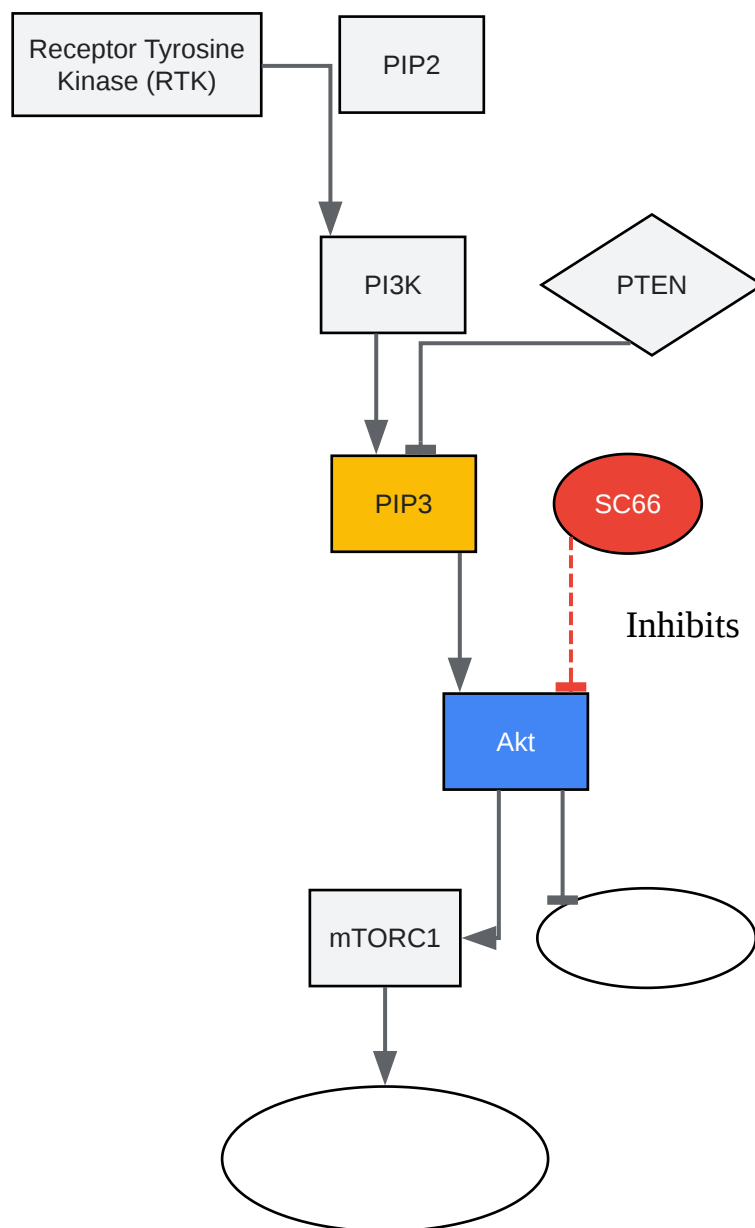 Receptor Tyrosine
Kinase (RTK)
PIP2
PI3K
PTEN
PIP3
SC66
Inhibits
Akt
mTORC1